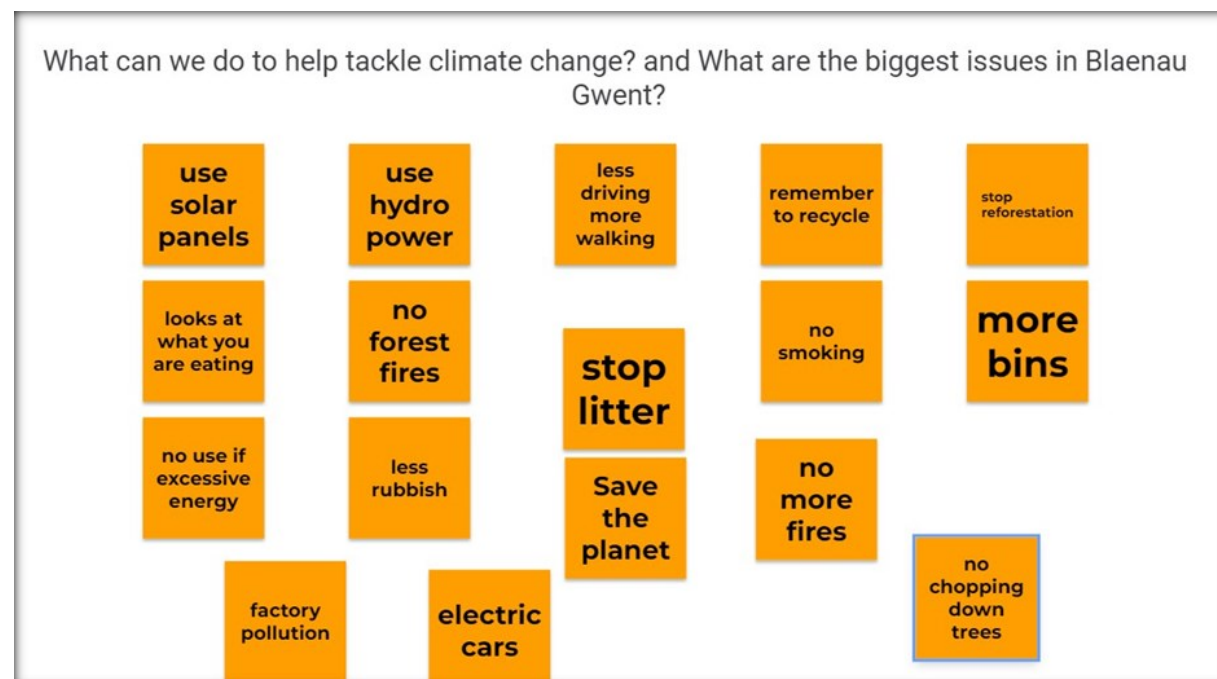 What can we do to help tackle climate change? and What are the biggest issues in Blaenau
Gwent?
use
solar
panels
use
hydro
power
less
driving
more
walking
remember
to recycle
stop
reforestation
looks at
what you
are eating
no
forest
fires
stop
litter
no
smoking
more
bins
no use if
excessive
energy
less
rubbish
Save
the
planet
no
more
fires
factory
pollution
electric
cars
no
chopping
down
trees